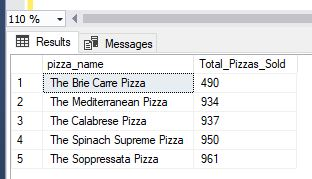 110 %
Results Messages
pizza_name Total_Pizzas_Sold
1 The Brie Carre Pizza 490
2 The Mediterranean Pizza 934
3 The Calabrese Pizza 937
4 The Spinach Supreme Pizza 950
5 The Soppressata Pizza 961